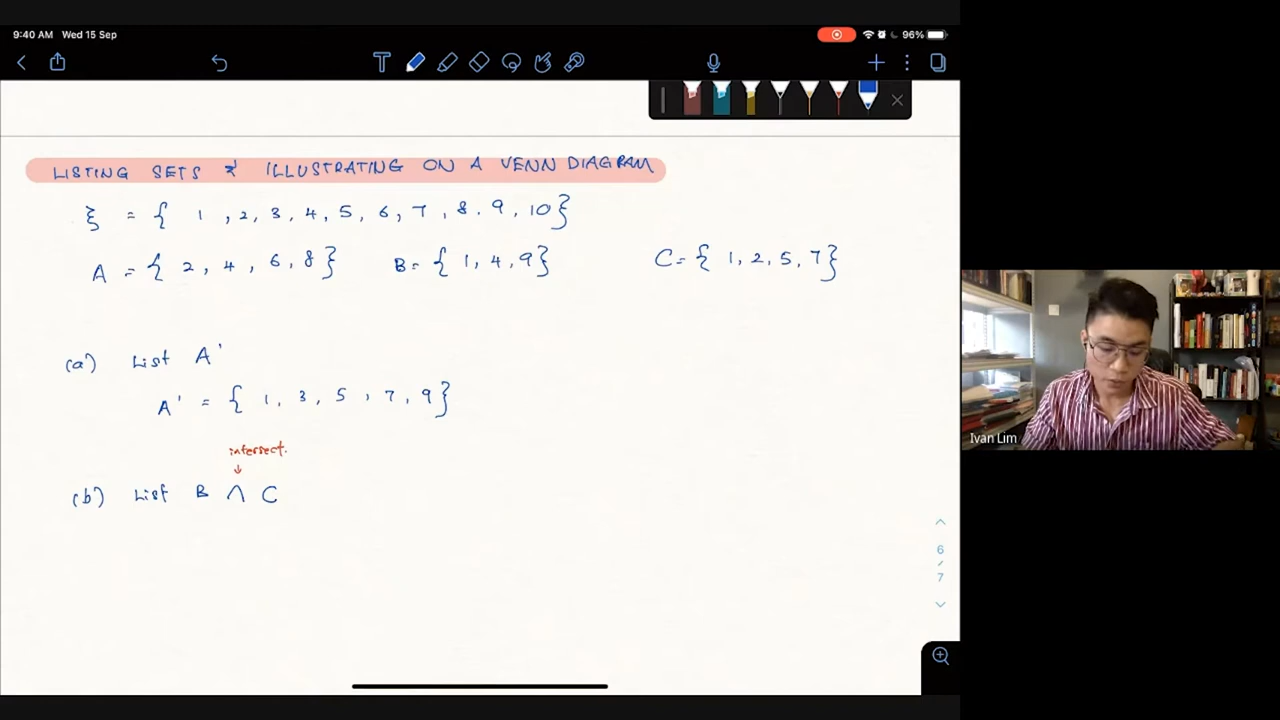 9:40 AM Wed 15 Sep
96%
LISTING SETS & ILLUSTRATING ON A VENN DIAGRAM
ξ = { 1 , 2, 3, 4, 5, 6, 7, 8. 9, 10}
A = { 2, 4, 6, 8} B = { 1, 4, 9} C = { 1, 2, 5, 7}
(a) List A'
A' = { 1, 3, 5, 7, 9}
intersect.
↓
(b) List B ∩ C
Ivan Lim
6
/
7